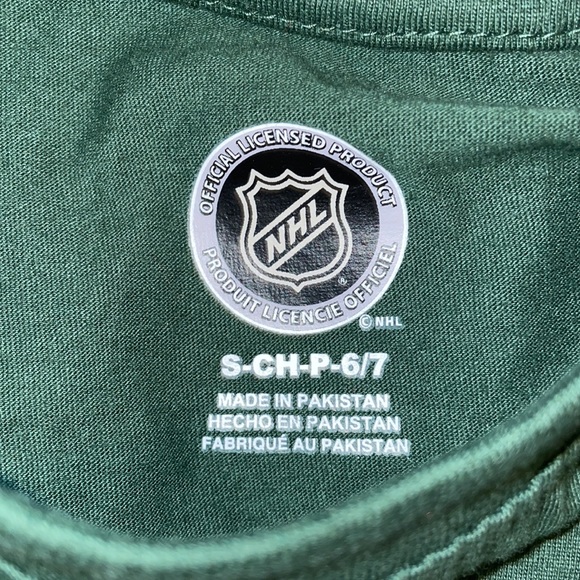 OFFICIAL LICENSED PRODUCT
NHL
®
PRODUIT LICENCIE OFFICIEL
© NHL
S-CH-P-6/7
MADE IN PAKISTAN
HECHO EN PAKISTAN
FABRIQUÉ AU PAKISTAN